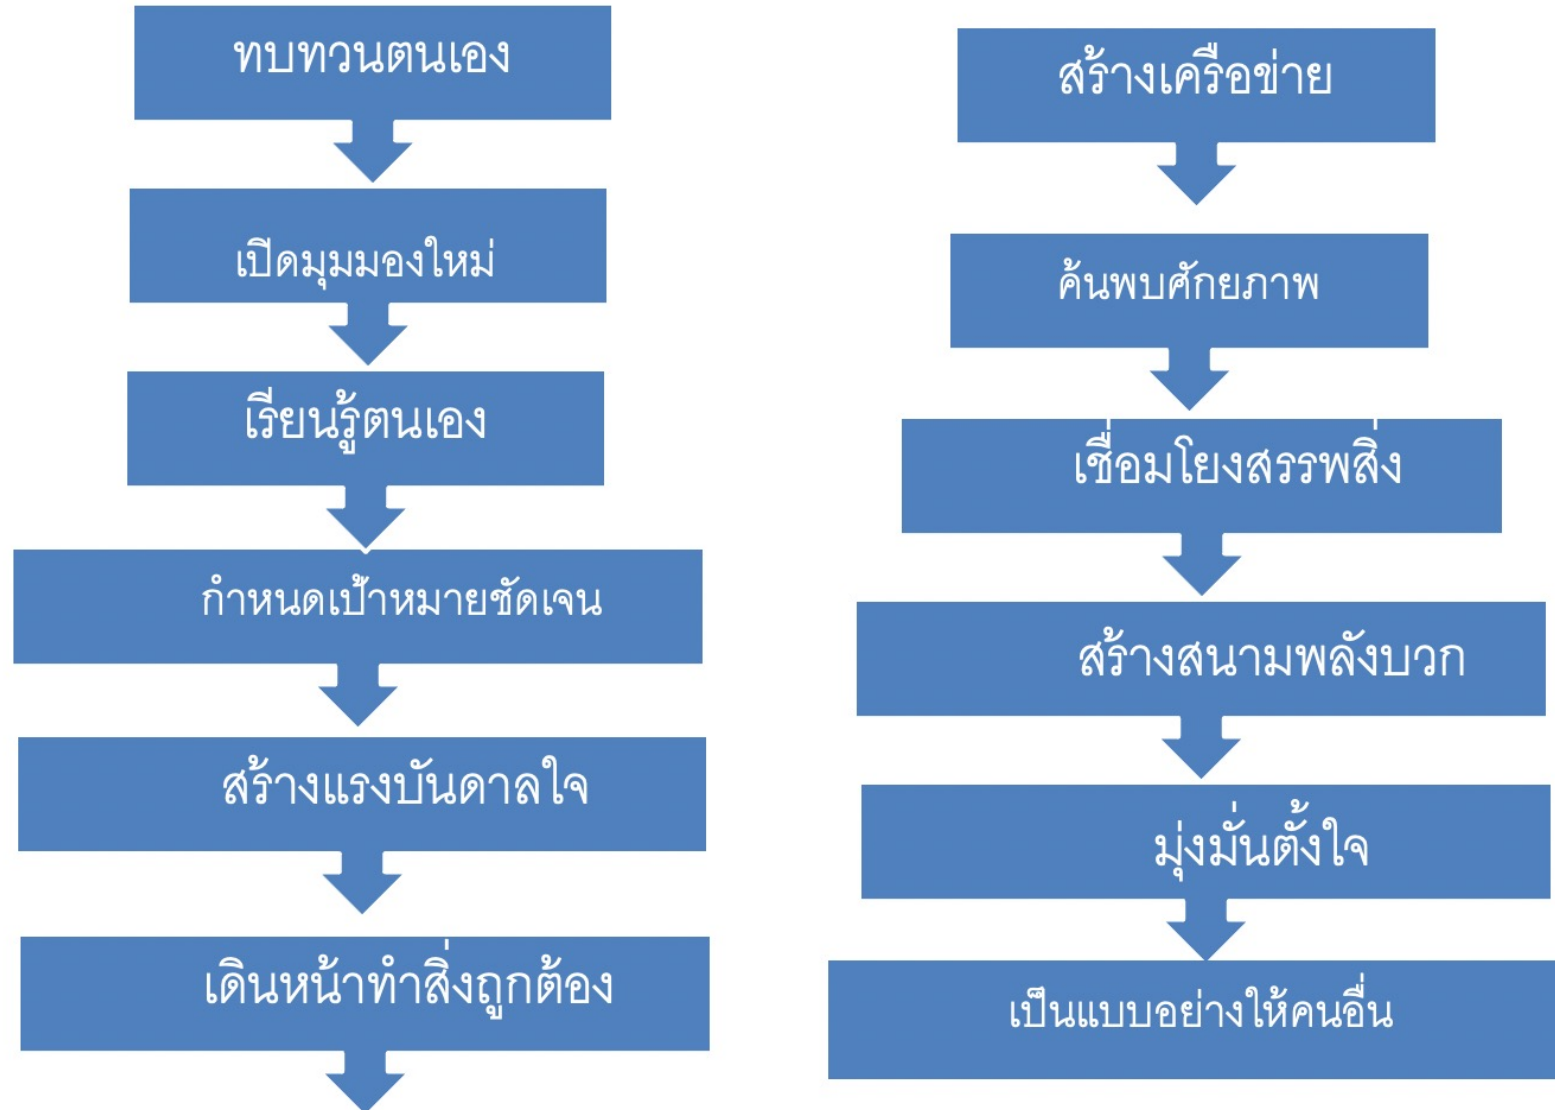 ทบทวนตนเอง
เปิดมุมมองใหม่
เรียนรู้ตนเอง
กำหนดเป้าหมายชัดเจน
สร้างแรงบันดาลใจ
เดินหน้าทำสิ่งถูกต้อง
สร้างเครือข่าย
ค้นพบศักยภาพ
เชื่อมโยงสรรพสิ่ง
สร้างสนามพลังบวก
มุ่งมั่นตั้งใจ
เป็นแบบอย่างให้คนอื่น